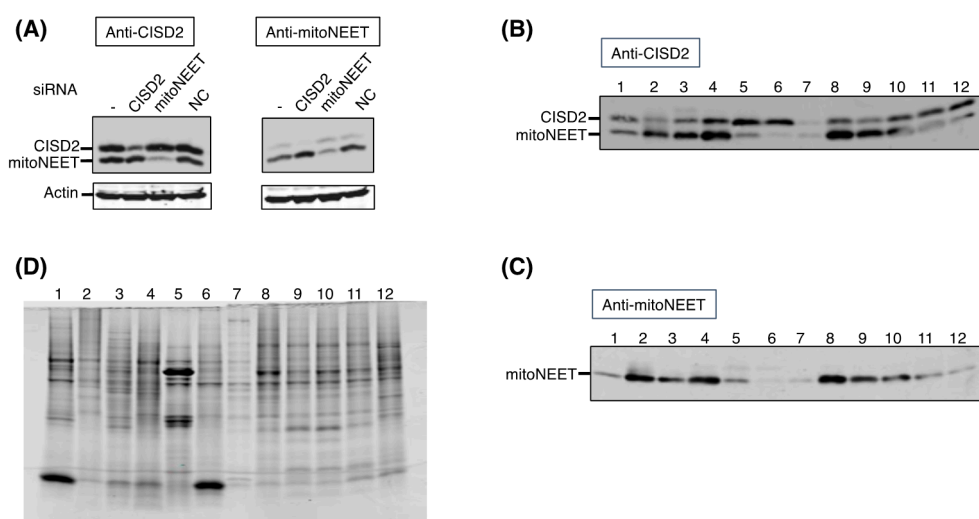 (A)
Anti-CISD2
Anti-mitoNEET
siRNA
- CISD2 mitoNEET NC
- CISD2 mitoNEET NC
CISD2
mitoNEET
Actin
(B)
Anti-CISD2
1 2 3 4 5 6 7 8 9 10 11 12
CISD2
mitoNEET
(D)
1 2 3 4 5 6 7 8 9 10 11 12
(C)
Anti-mitoNEET
1 2 3 4 5 6 7 8 9 10 11 12
mitoNEET